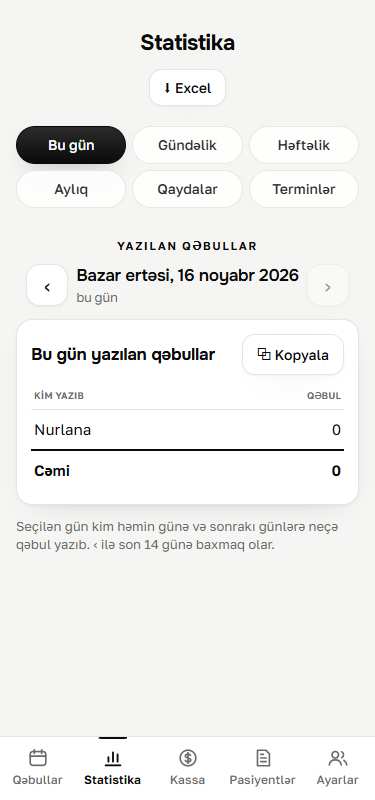 Statistika
⬇ Excel
Bu gün
Gündəlik
Həftəlik
Aylıq
Qaydalar
Terminlər
YAZILAN QƏBULLAR
‹
Bazar ertəsi, 16 noyabr 2026
bu gün
›
Bu gün yazılan qəbullar
Kopyala
KİM YAZIB
QƏBUL
Nurlana
0
Cəmi
0
Seçilən gün kim həmin günə və sonrakı günlərə neçə
qəbul yazıb. ‹ ilə son 14 günə baxmaq olar.
Qəbullar
Statistika
Kassa
Pasiyentlər
Ayarlar